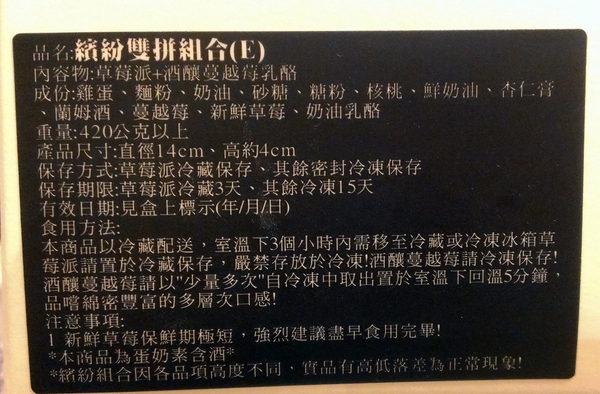 品名:繽紛雙拼組合(E)
內容物:草莓派+酒釀蔓越莓乳酪
成份:雞蛋、麵粉、奶油、砂糖、糖粉、核桃、鮮奶油、杏仁膏
、蘭姆酒、蔓越莓、新鮮草莓、奶油乳酪
重量:420公克以上
產品尺寸:直徑14cm、高約4cm
保存方式:草莓派冷藏保存、其餘密封冷凍保存
保存期限:草莓派冷藏3天、其餘冷凍15天
有效日期:見盒上標示(年/月/日)
食用方法:
本商品以冷藏配送，室溫下3個小時內需移至冷藏或冷凍冰箱草
莓派請置於冷藏保存，嚴禁存放於冷凍!酒釀蔓越莓請冷凍保存!
酒釀蔓越莓請以"少量多次"自冷凍中取出置於室溫下回溫5分鐘，
品嚐綿密豐富的多層次口感!
注意事項:
1 新鮮草莓保鮮期極短，強烈建議盡早食用完畢!
*本商品為蛋奶素含酒*
*繽紛組合因各品項高度不同，實品有高低落差為正常現象!